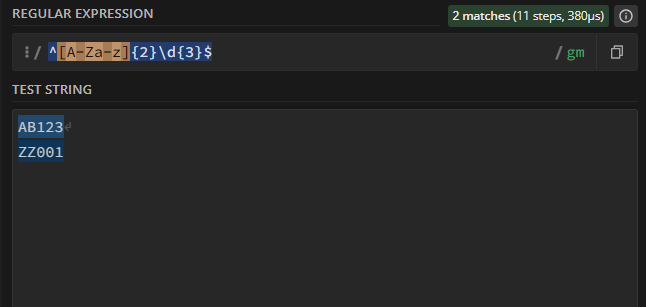 REGULAR EXPRESSION
2 matches (11 steps, 380μs)
/ ^[A-Za-z]{2}\d{3}$ / gm
TEST STRING
AB123
ZZ001